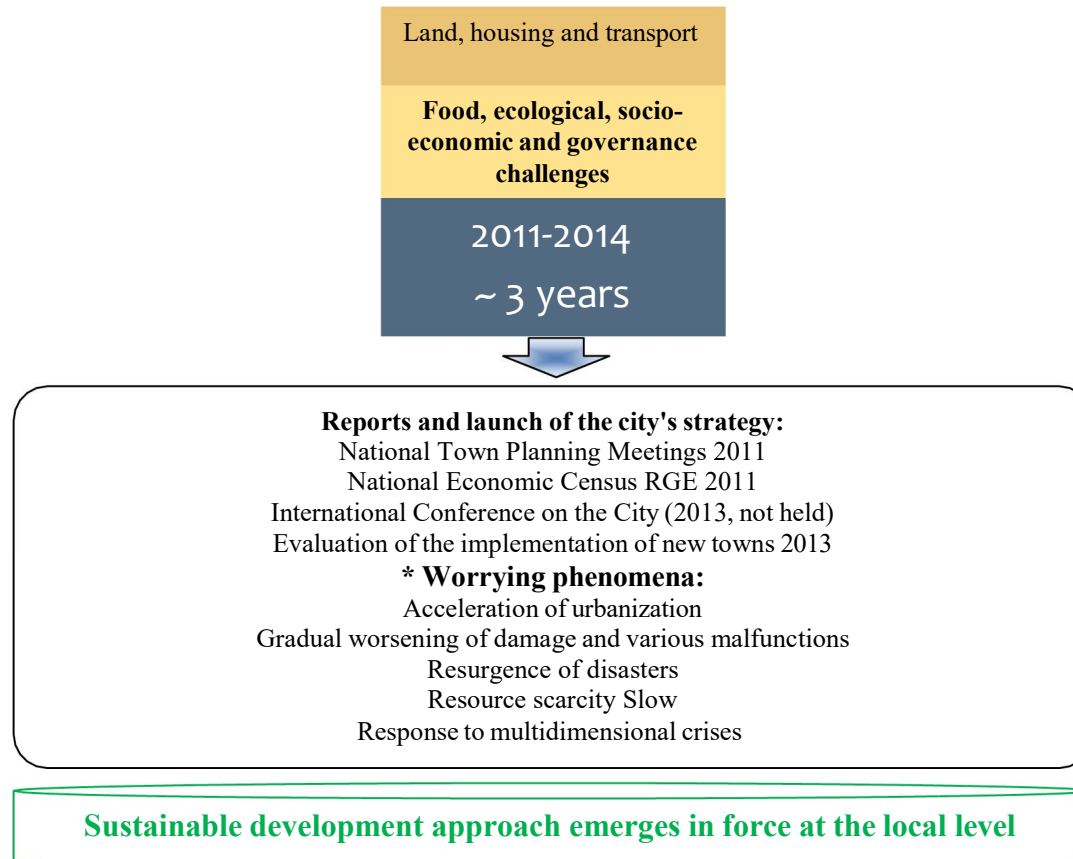 Land, housing and transport
Food, ecological, socio-
economic and governance
challenges
2011-2014
~ 3 years
Reports and launch of the city's strategy:
National Town Planning Meetings 2011
National Economic Census RGE 2011
International Conference on the City (2013, not held)
Evaluation of the implementation of new towns 2013
* Worrying phenomena:
Acceleration of urbanization
Gradual worsening of damage and various malfunctions
Resurgence of disasters
Resource scarcity Slow
Response to multidimensional crises
Sustainable development approach emerges in force at the local level